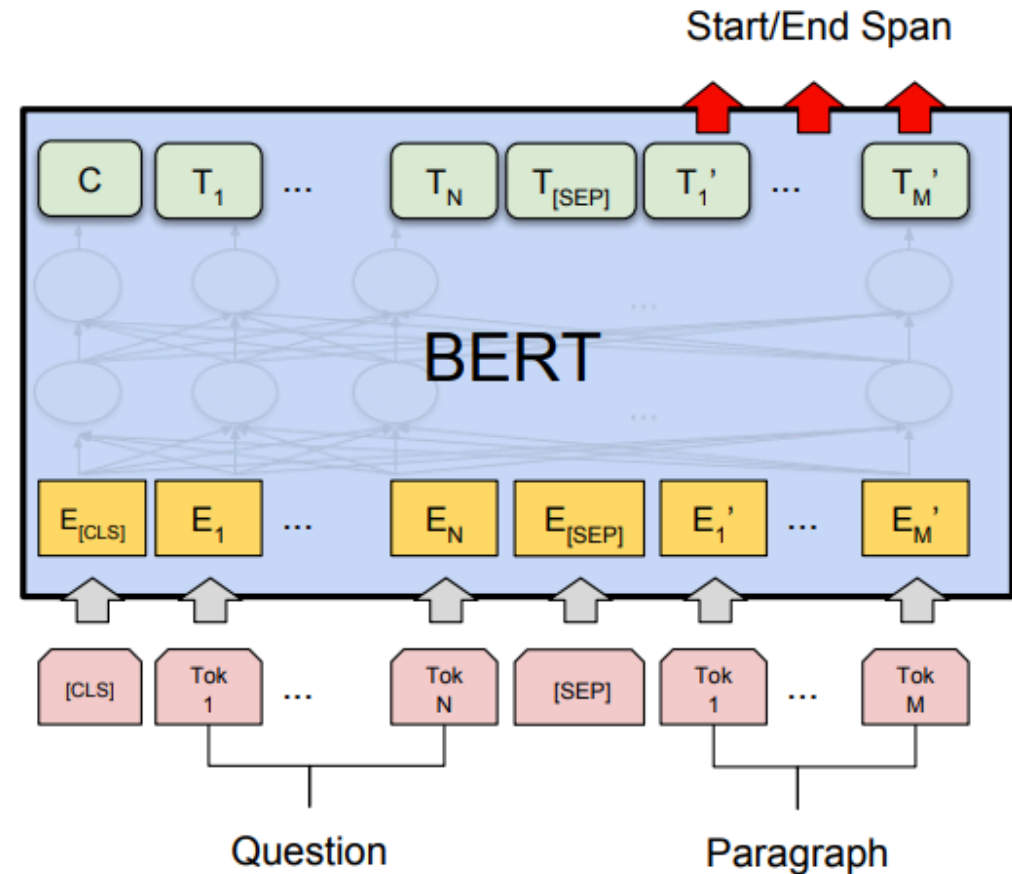 Start/End Span
C T1 ... TN T[SEP] T1' ... TM'
...
BERT
...
E[CLS] E1 ... EN E[SEP] E1' ... EM'
[CLS] Tok 1 ... Tok N [SEP] Tok 1 ... Tok M
Question Paragraph